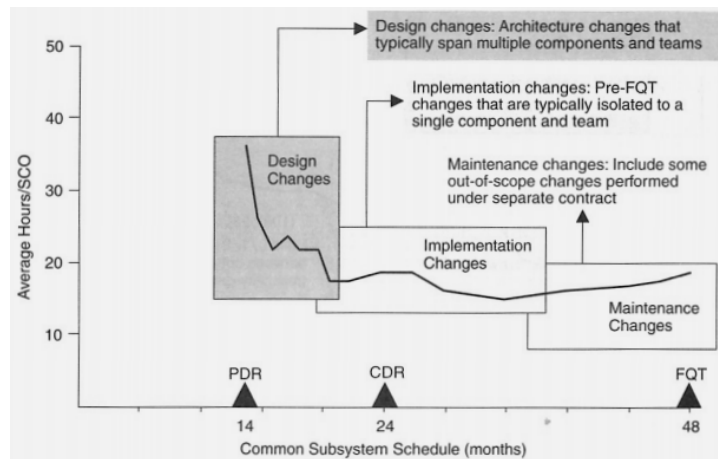 Design changes: Architecture changes that
typically span multiple components and teams
50
Average Hours/SCO
40
30
20
10
Implementation changes: Pre-FQT
changes that are typically isolated to a
single component and team
Design
Changes
Maintenance changes: Include some
out-of-scope changes performed
under separate contract
Implementation
Changes
Maintenance
Changes
PDR
CDR
FQT
14
24
48
Common Subsystem Schedule (months)